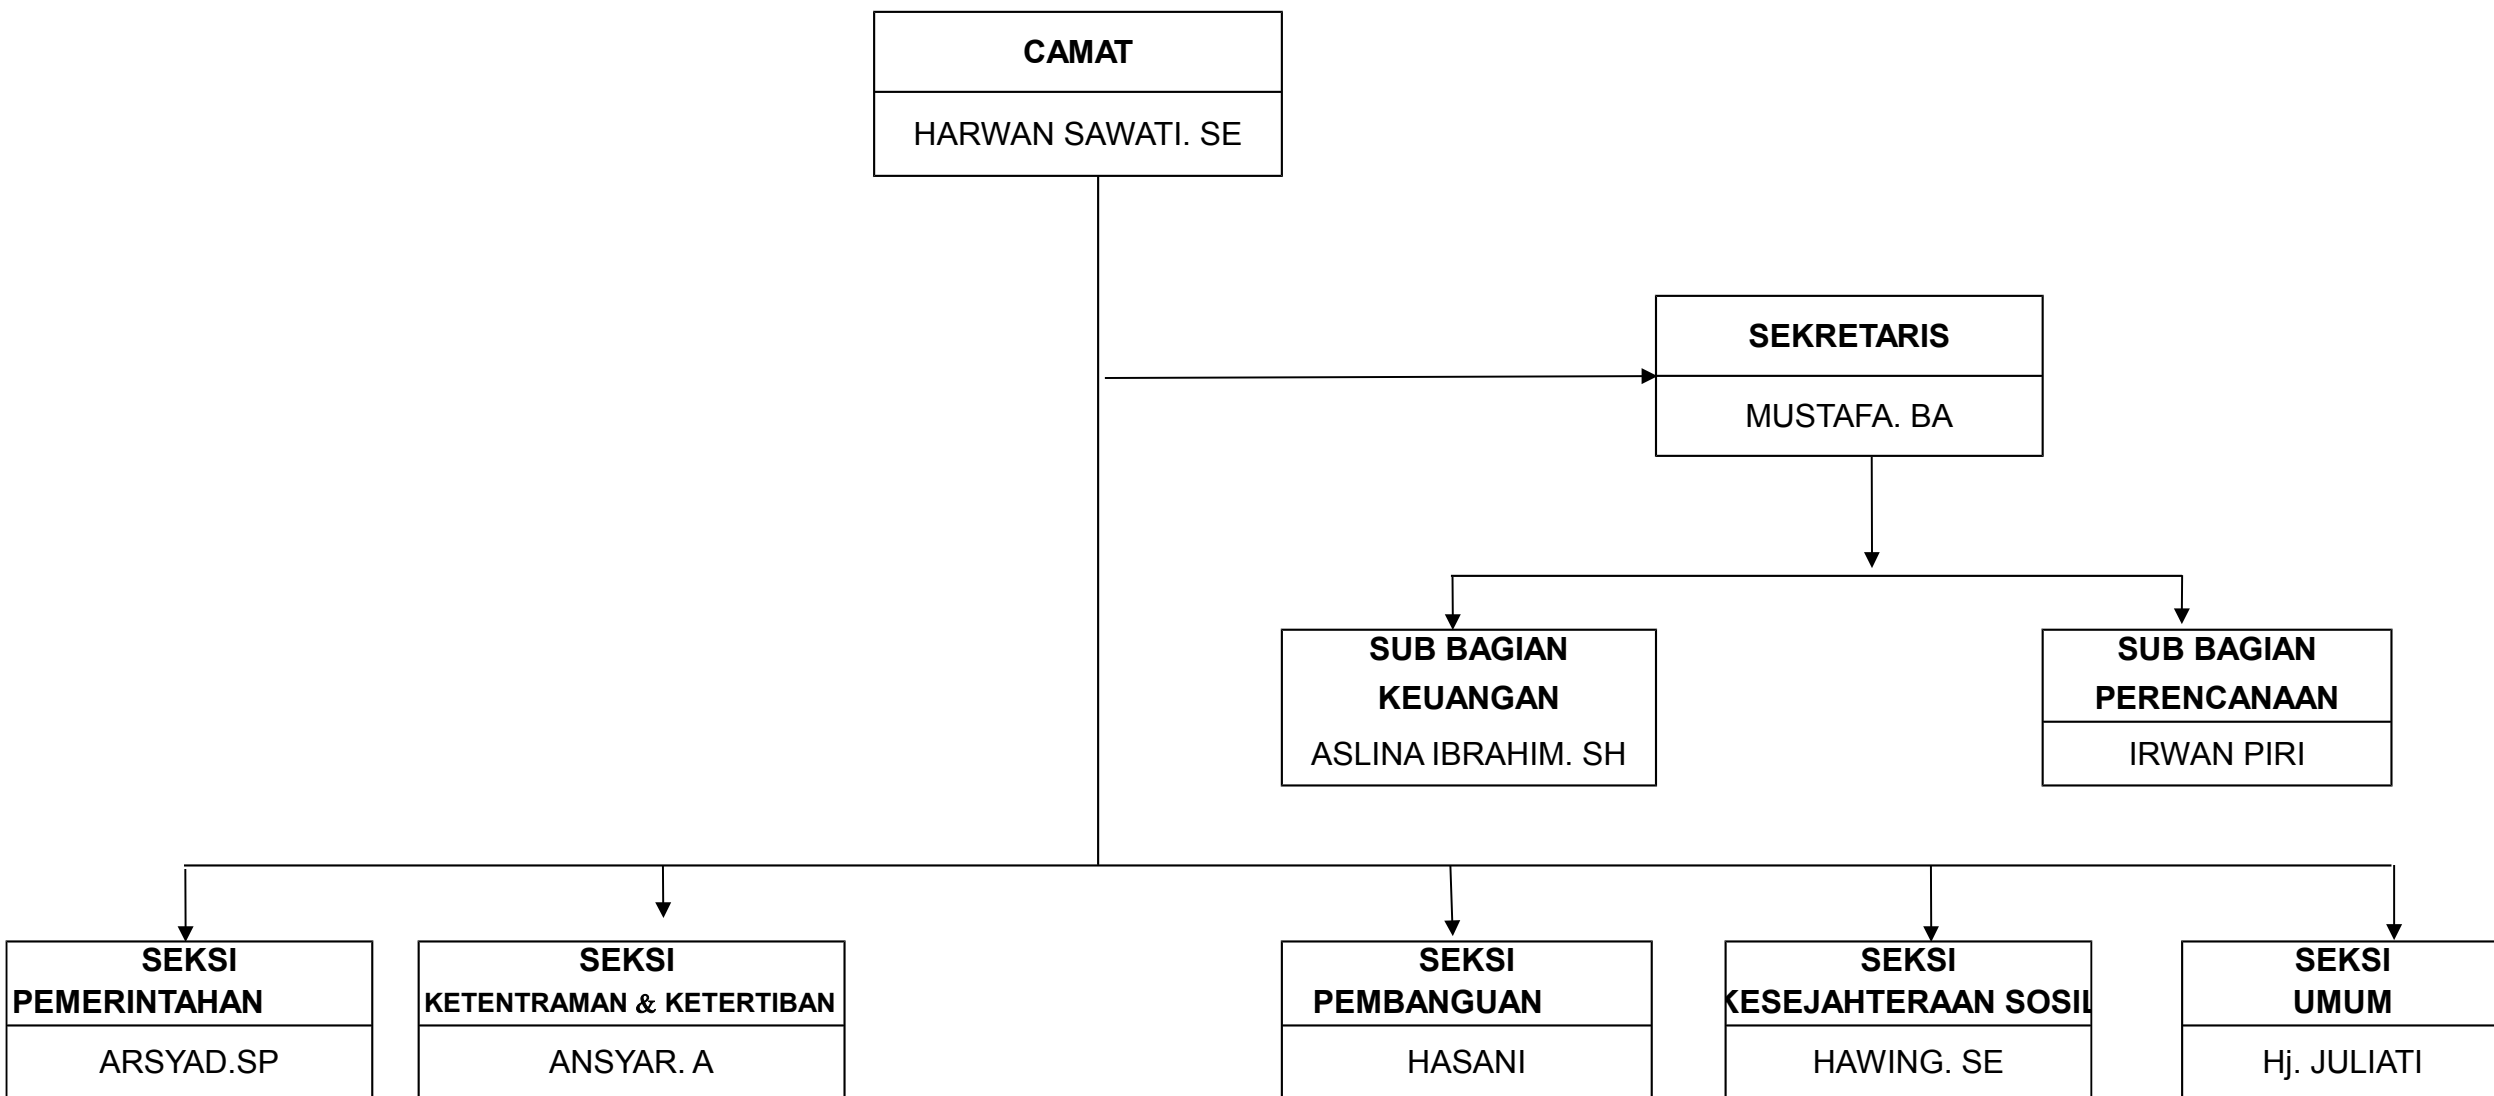 CAMAT
HARWAN SAWATI. SE
SEKRETARIS
MUSTAFA. BA
SUB BAGIAN
KEUANGAN
ASLINA IBRAHIM. SH
SUB BAGIAN
PERENCANAAN
IRWAN PIRI
SEKSI
PEMERINTAHAN
ARSYAD.SP
SEKSI
KETENTRAMAN & KETERTIBAN
ANSYAR. A
SEKSI
PEMBANGUAN
HASANI
SEKSI
KESEJAHTERAAN SOSIL
HAWING. SE
SEKSI
UMUM
Hj. JULIATI